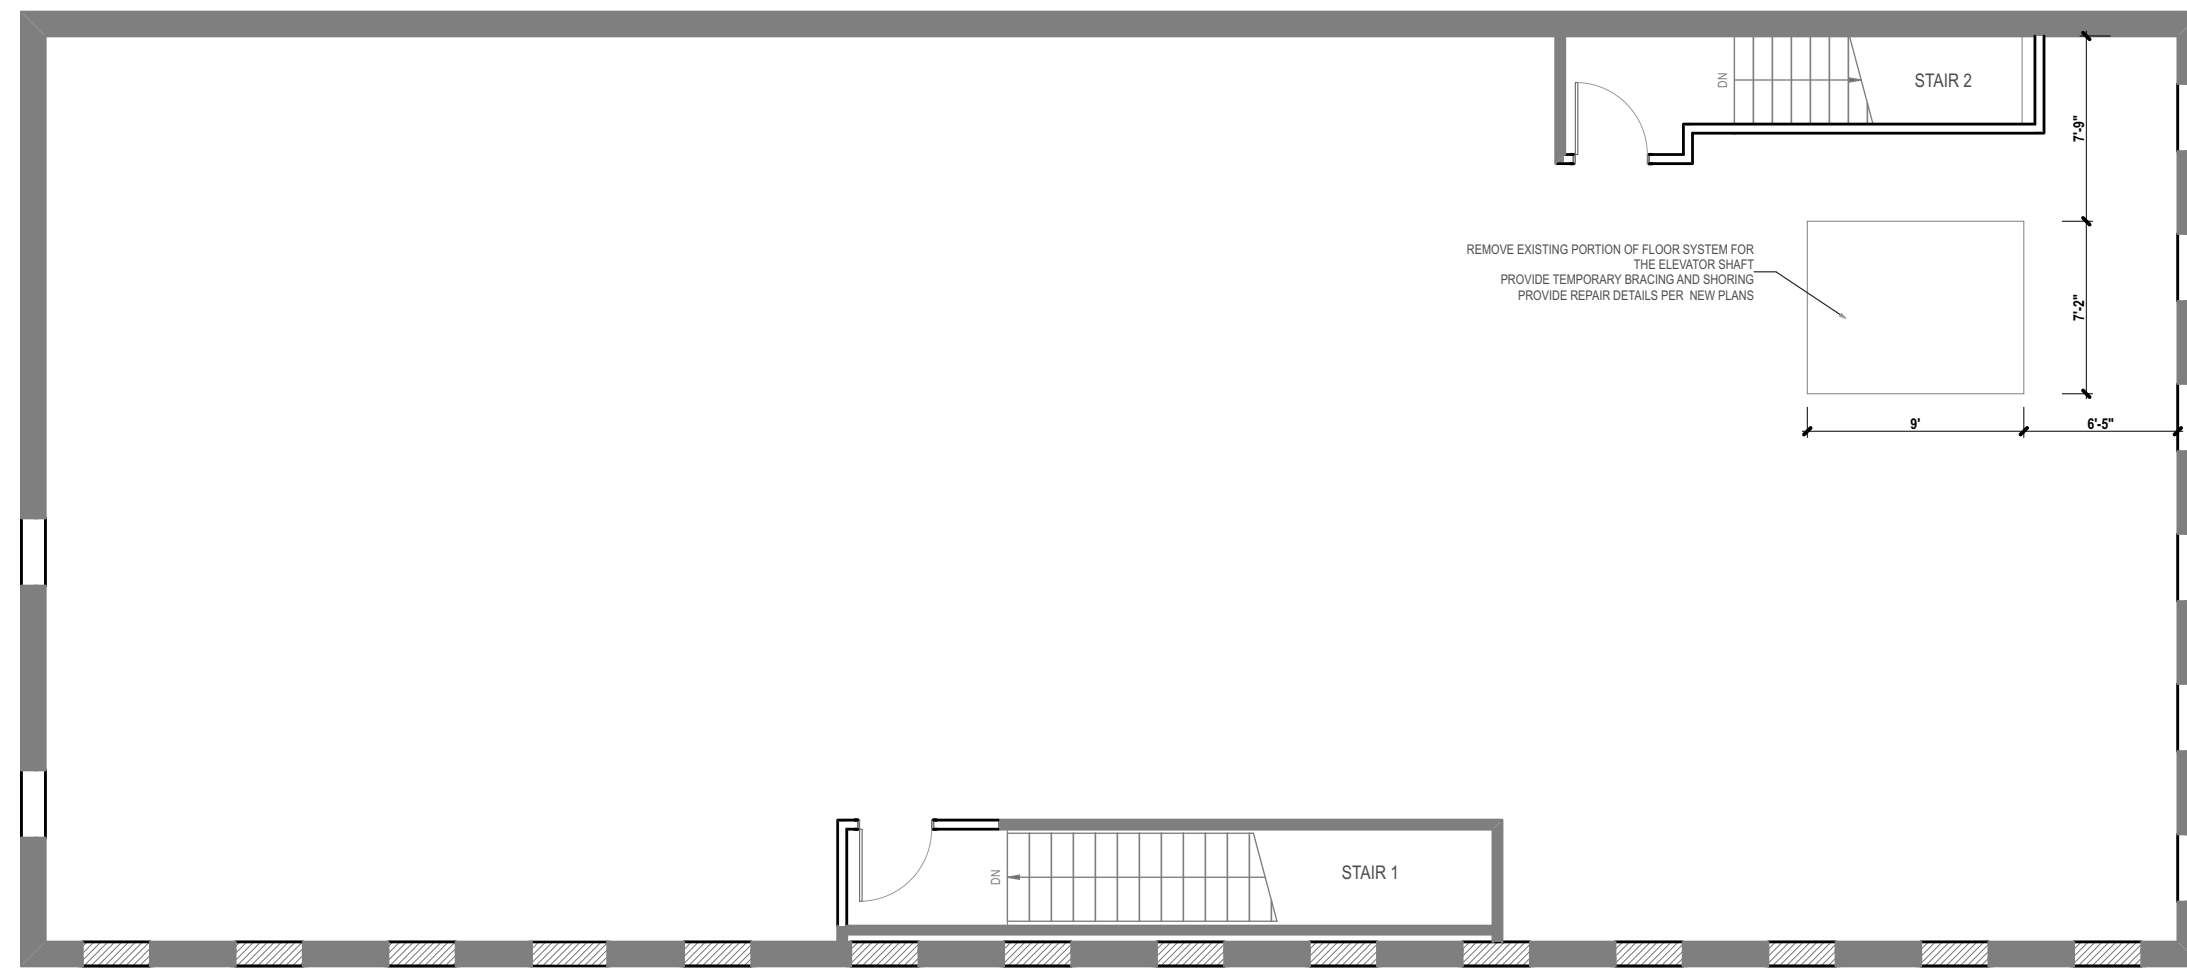 DN
STAIR 2
7'-9"
REMOVE EXISTING PORTION OF FLOOR SYSTEM FOR
THE ELEVATOR SHAFT
PROVIDE TEMPORARY BRACING AND SHORING
PROVIDE REPAIR DETAILS PER NEW PLANS
7'-2"
9'
6'-5"
DN
STAIR 1